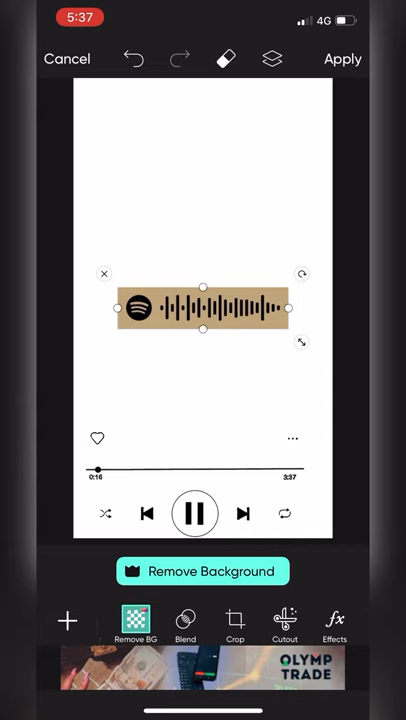 5:37
4G
Cancel
Apply
0:16
3:37
Remove Background
Remove BG
Blend
Crop
Cutout
fx
Effects
OLYMP
TRADE